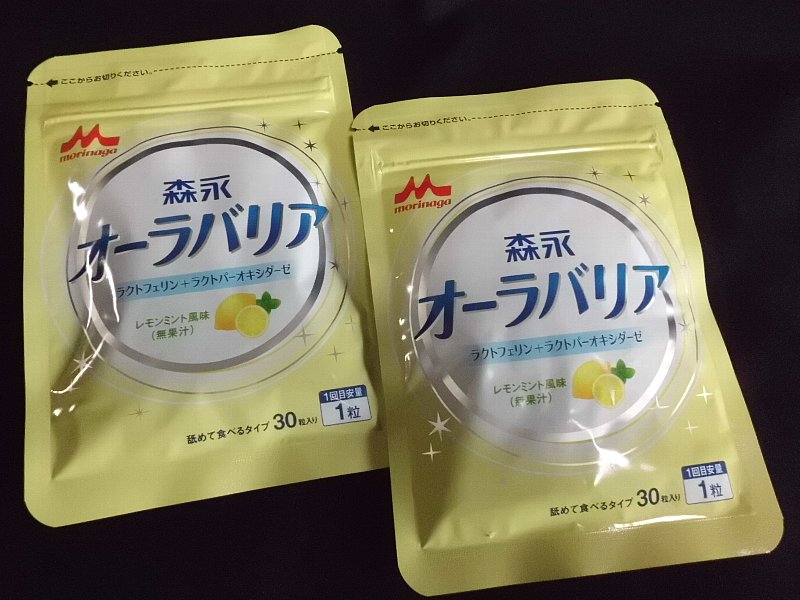 ここからお切りください。
morinaga
森永
オーラバリア
ラクトフェリン+ラクトパーオキシダーゼ
レモンミント風味
(無果汁)
舐めて食べるタイプ 30粒入り
1回目安量
1粒
ここからお切りください。
morinaga
森永
オーラバリア
ラクトフェリン+ラクトパーオキシダーゼ
レモンミント風味
(無果汁)
舐めて食べるタイプ 30粒入り
1回目安量
1粒